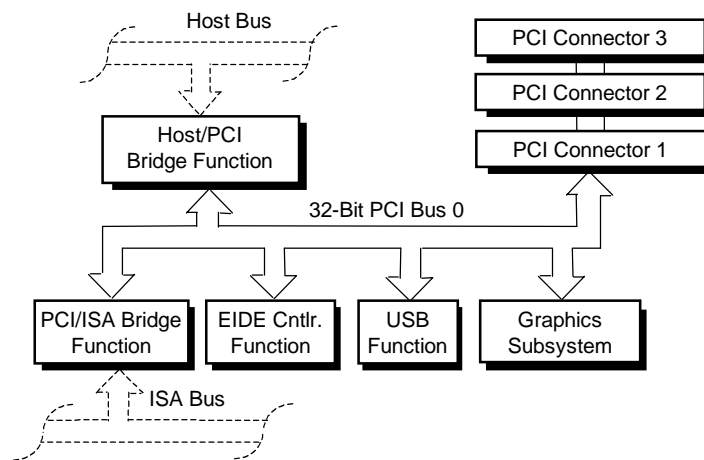 Host Bus
PCI Connector 3
PCI Connector 2
PCI Connector 1
Host/PCI
Bridge Function
32-Bit PCI Bus 0
PCI/ISA Bridge
Function
EIDE Cntlr.
Function
USB
Function
Graphics
Subsystem
ISA Bus